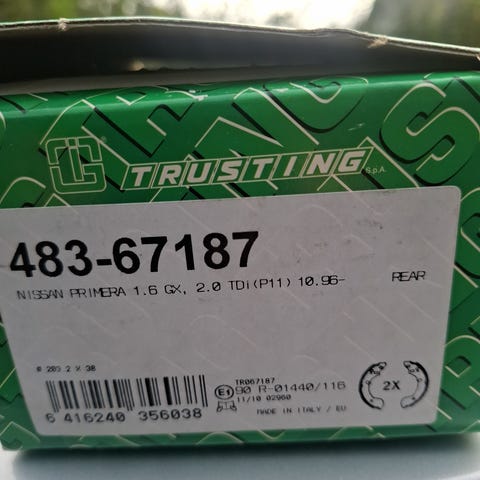 TRUSTING S.p.A.
483-67187
NISSAN PRIMERA 1.6 GX, 2.0 TDi(P11) 10.96- REAR
Ø 203.2 X 38
TR067187
E1 90 R-01440/116
2X
11/10 02960
6 416240 356038
MADE IN ITALY / EU